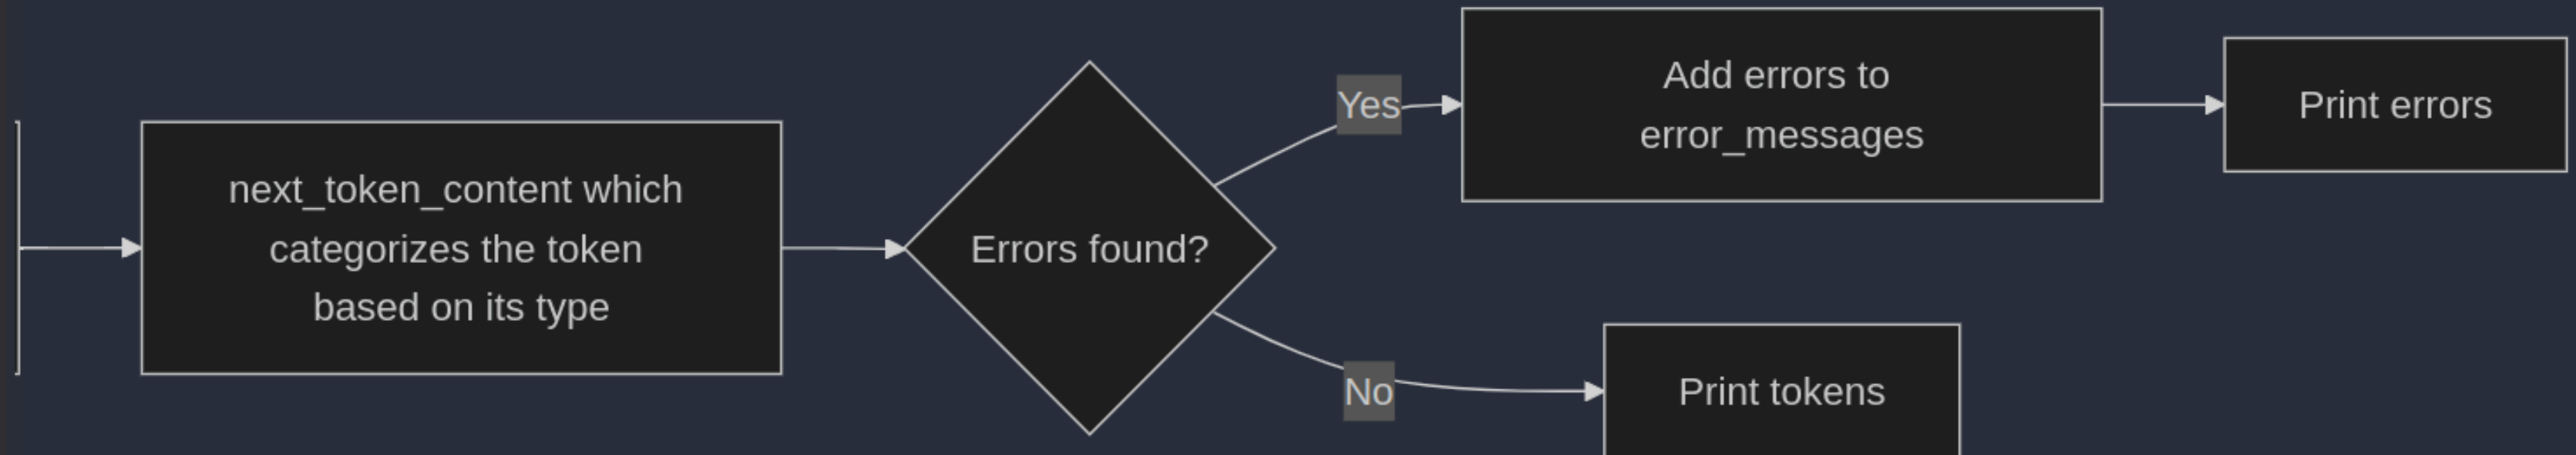 next_token_content which
categorizes the token
based on its type
Errors found?
Yes
Add errors to
error_messages
Print errors
No
Print tokens